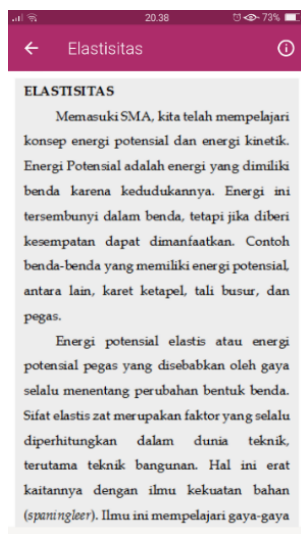 20.38
73%
Elastisitas
ELASTISITAS
Memasuki SMA, kita telah mempelajari
konsep energi potensial dan energi kinetik.
Energi Potensial adalah energi yang dimiliki
benda karena kedudukannya. Energi ini
tersembunyi dalam benda, tetapi jika diberi
kesempatan dapat dimanfaatkan. Contoh
benda-benda yang memiliki energi potensial,
antara lain, karet ketapel, tali busur, dan
pegas.
Energi potensial elastis atau energi
potensial pegas yang disebabkan oleh gaya
selalu menentang perubahan bentuk benda.
Sifat elastis zat merupakan faktor yang selalu
diperhitungkan dalam dunia teknik,
terutama teknik bangunan. Hal ini erat
kaitannya dengan ilmu kekuatan bahan
(spaningleer). Ilmu ini mempelajari gaya-gaya